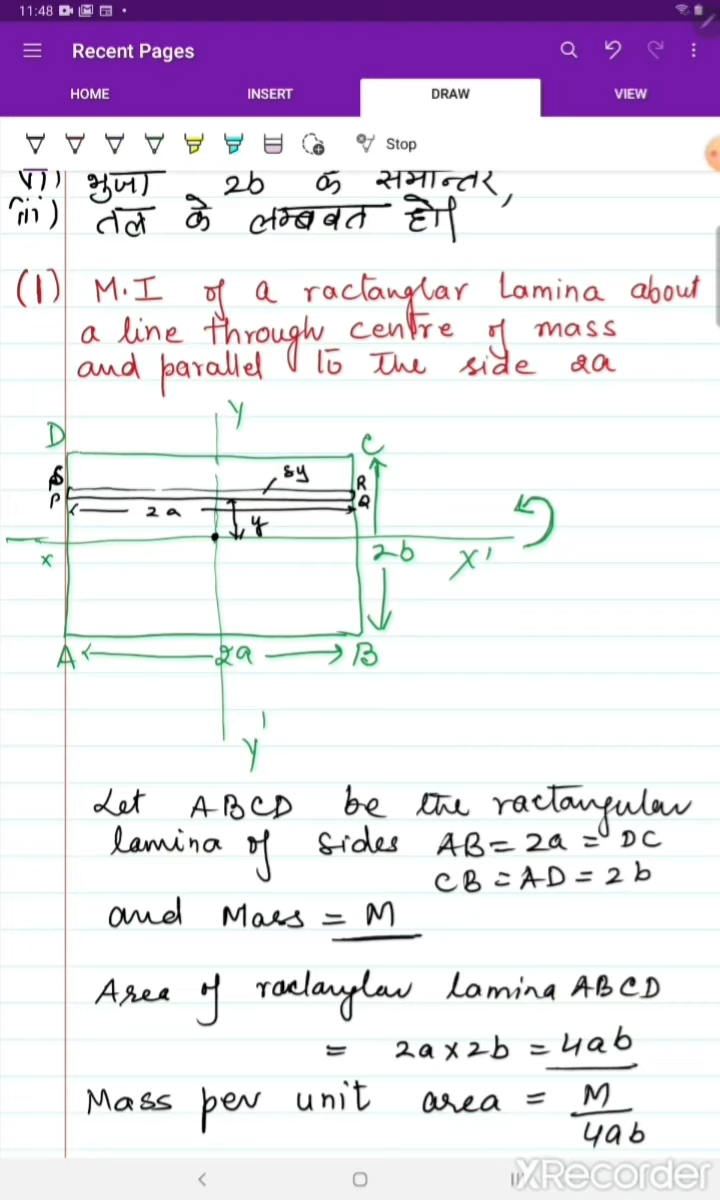 11:48
Recent Pages
HOME INSERT DRAW VIEW
Stop
भुजा 2b के समान्तर,
iii) तल के लम्बवत हो।
(1) M.I of a ractanglar Lamina about
a line through centre of mass
and parallel to the side 2a
Y
D C
S δy R
P 2a Q
y
x 2b X'
A 2a B
Y'
Let ABCD be the ractangular
lamina of sides AB = 2a = DC
CB = AD = 2b
and Mass = M
Area of ractanglar lamina ABCD
= 2a x 2b = 4ab
Mass per unit area = M
4ab
XRecorder